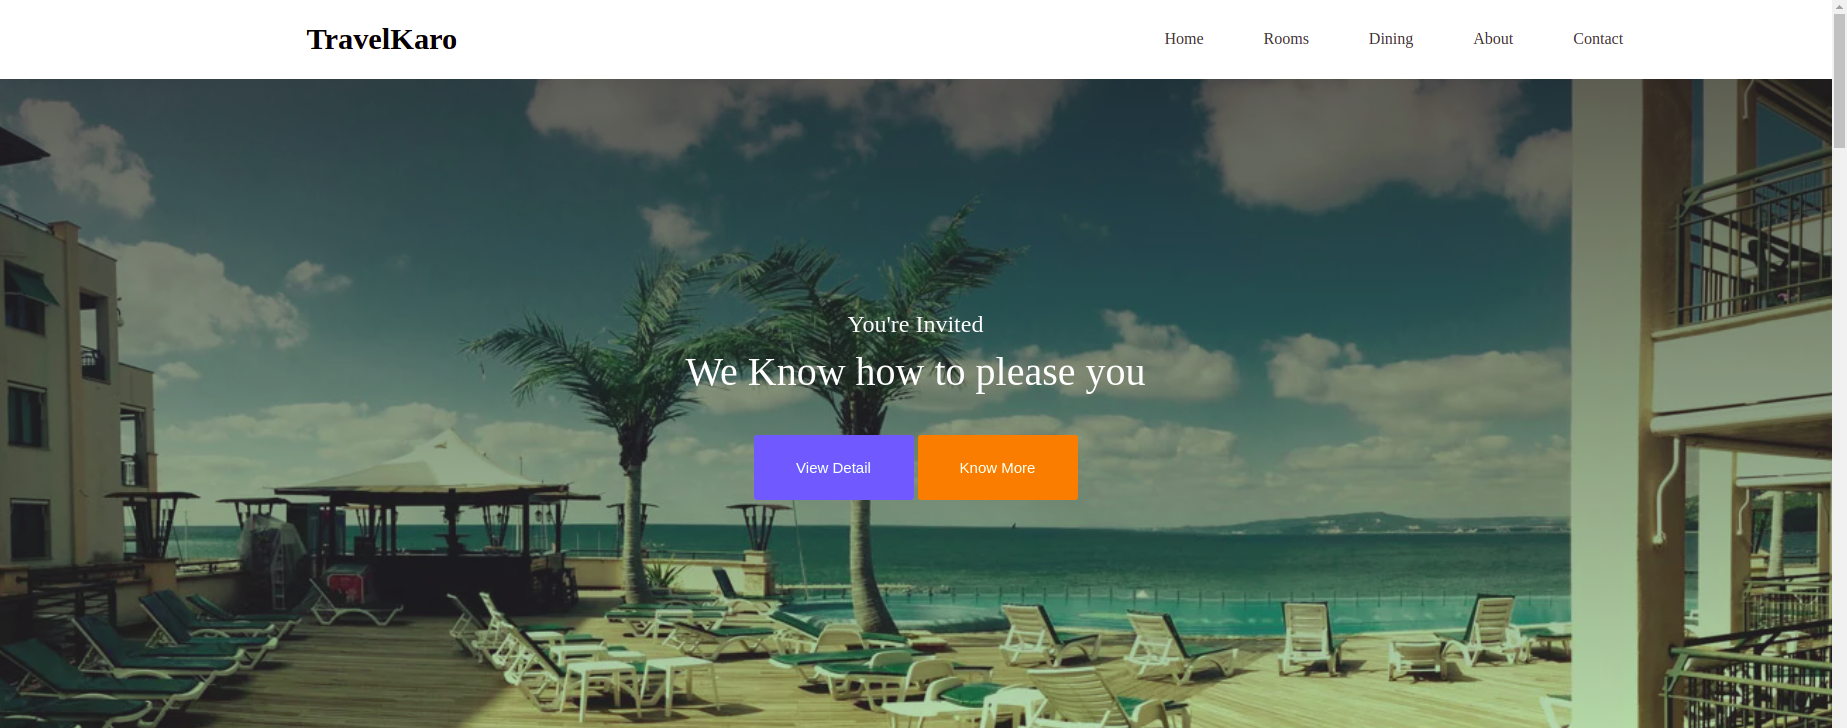 TravelKaro
Home Rooms Dining About Contact
You're Invited
We Know how to please you
View Detail Know More